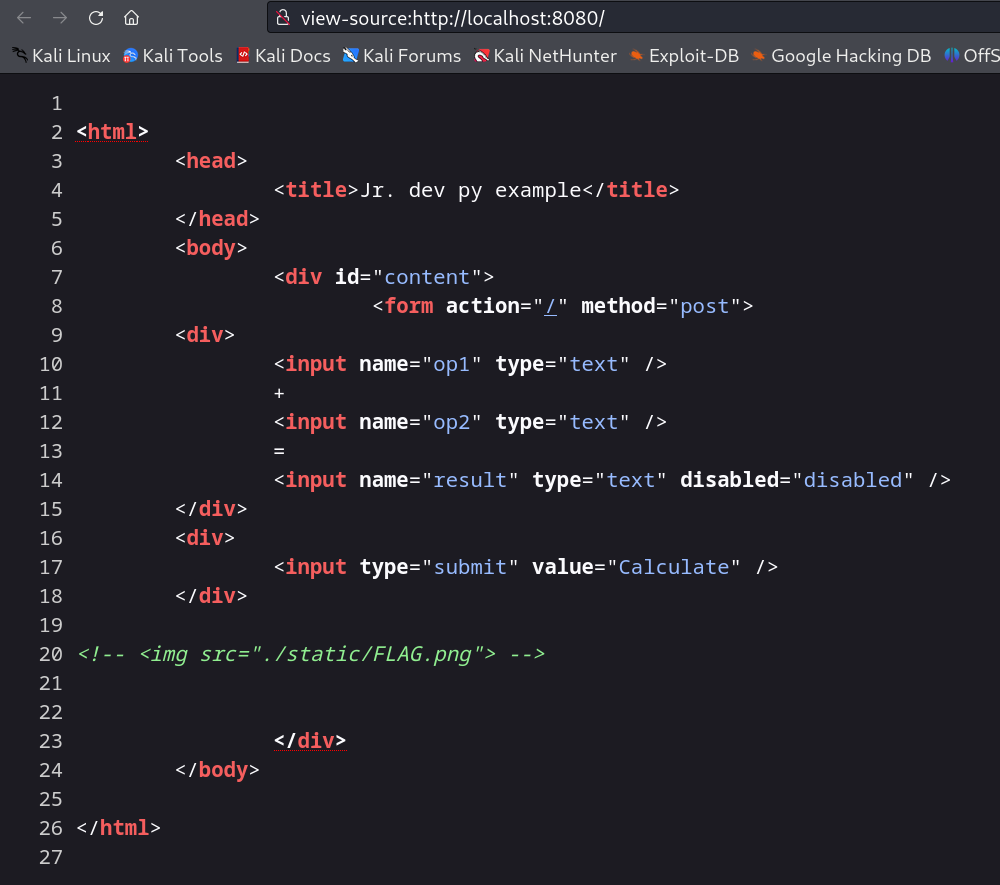 view-source:http://localhost:8080/
Kali Linux Kali Tools Kali Docs Kali Forums Kali NetHunter Exploit-DB Google Hacking DB OffS
1
2 <html>
3 <head>
4 <title>Jr. dev py example</title>
5 </head>
6 <body>
7 <div id="content">
8 <form action="/" method="post">
9 <div>
10 <input name="op1" type="text" />
11 +
12 <input name="op2" type="text" />
13 =
14 <input name="result" type="text" disabled="disabled" />
15 </div>
16 <div>
17 <input type="submit" value="Calculate" />
18 </div>
19
20 <!-- <img src="./static/FLAG.png"> -->
21
22
23 </div>
24 </body>
25
26 </html>
27